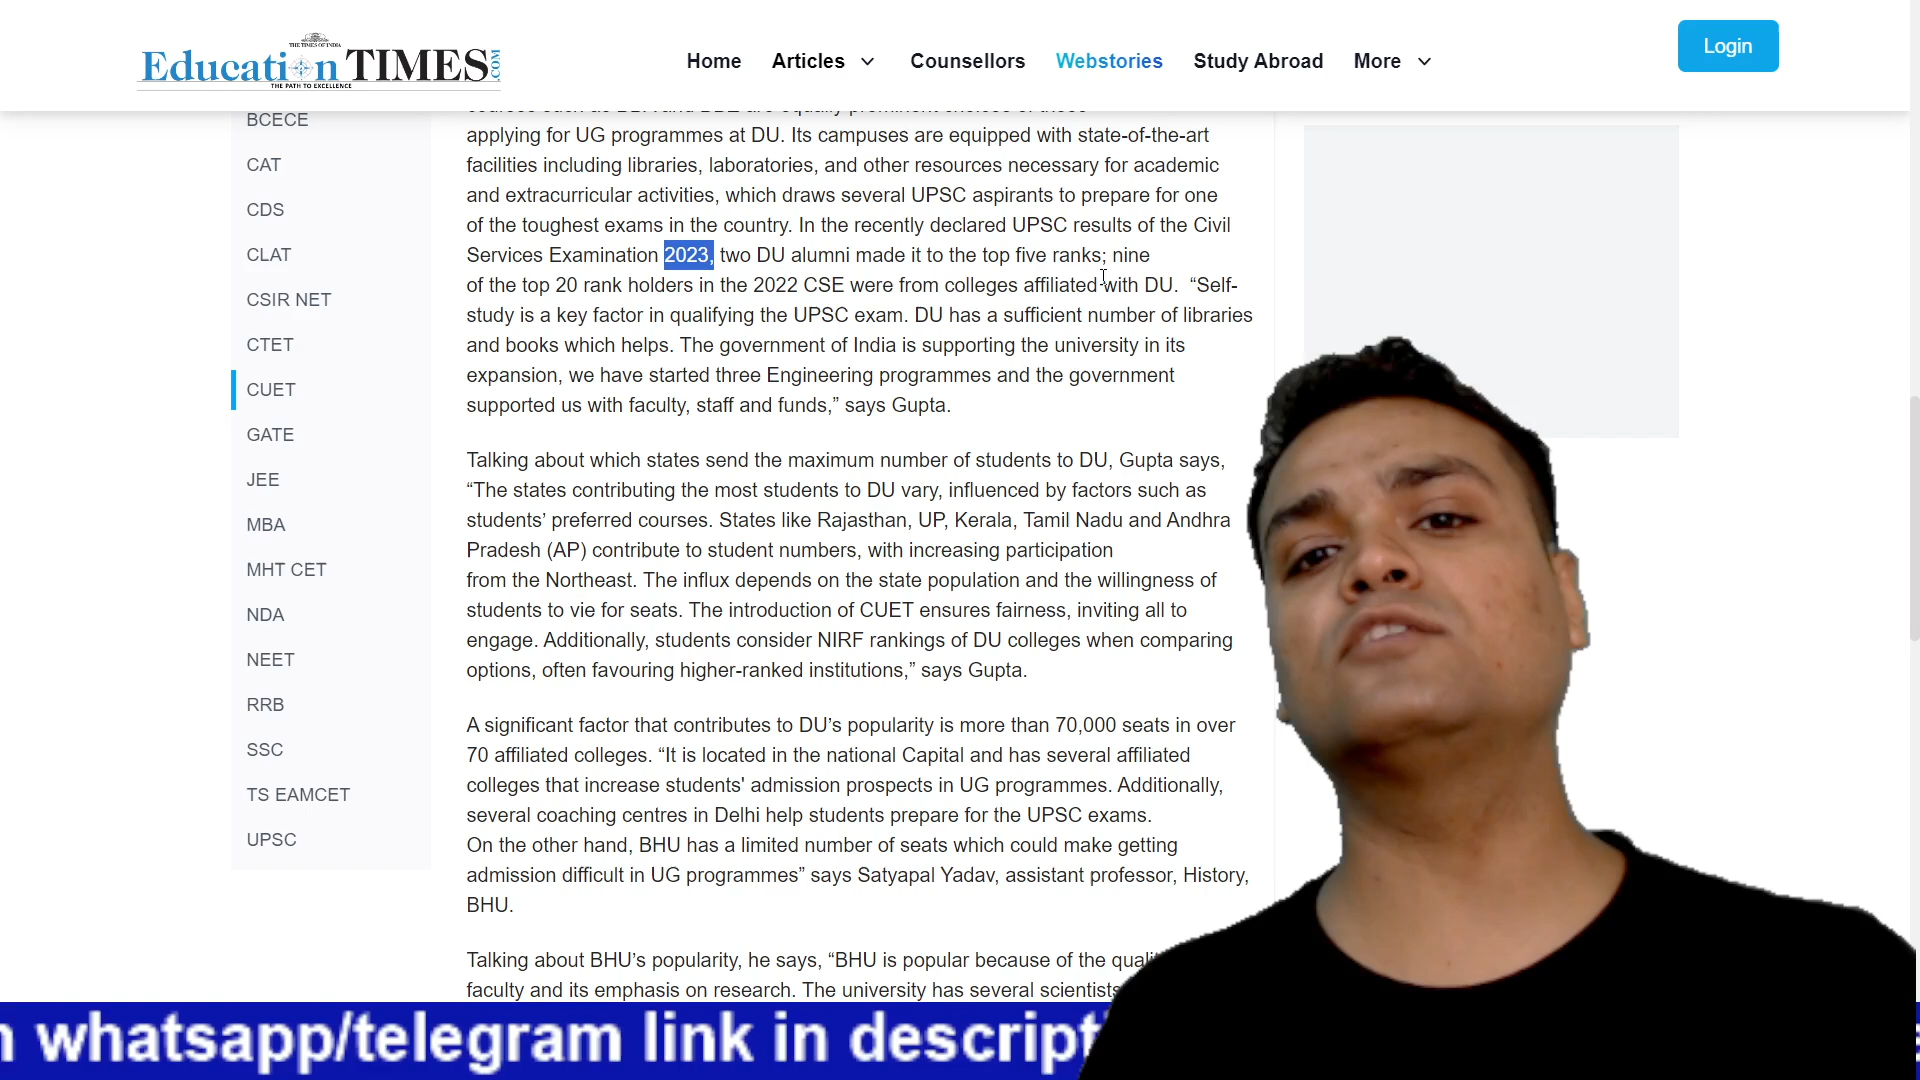 THE TIMES OF INDIA
Education TIMES.COM
THE PATH TO EXCELLENCE
Home Articles Counsellors Webstories Study Abroad More
Login
BCECE
CAT
CDS
CLAT
CSIR NET
CTET
CUET
GATE
JEE
MBA
MHT CET
NDA
NEET
RRB
SSC
TS EAMCET
UPSC
applying for UG programmes at DU. Its campuses are equipped with state-of-the-art
facilities including libraries, laboratories, and other resources necessary for academic
and extracurricular activities, which draws several UPSC aspirants to prepare for one
of the toughest exams in the country. In the recently declared UPSC results of the Civil
Services Examination 2023, two DU alumni made it to the top five ranks; nine
of the top 20 rank holders in the 2022 CSE were from colleges affiliated with DU. “Self-
study is a key factor in qualifying the UPSC exam. DU has a sufficient number of libraries
and books which helps. The government of India is supporting the university in its
expansion, we have started three Engineering programmes and the government
supported us with faculty, staff and funds,” says Gupta.
Talking about which states send the maximum number of students to DU, Gupta says,
“The states contributing the most students to DU vary, influenced by factors such as
students’ preferred courses. States like Rajasthan, UP, Kerala, Tamil Nadu and Andhra
Pradesh (AP) contribute to student numbers, with increasing participation
from the Northeast. The influx depends on the state population and the willingness of
students to vie for seats. The introduction of CUET ensures fairness, inviting all to
engage. Additionally, students consider NIRF rankings of DU colleges when comparing
options, often favouring higher-ranked institutions,” says Gupta.
A significant factor that contributes to DU’s popularity is more than 70,000 seats in over
70 affiliated colleges. “It is located in the national Capital and has several affiliated
colleges that increase students' admission prospects in UG programmes. Additionally,
several coaching centres in Delhi help students prepare for the UPSC exams.
On the other hand, BHU has a limited number of seats which could make getting
admission difficult in UG programmes” says Satyapal Yadav, assistant professor, History,
BHU.
Talking about BHU’s popularity, he says, “BHU is popular because of the
faculty and its emphasis on research. The university has several scientists
whatsapp/telegram link in